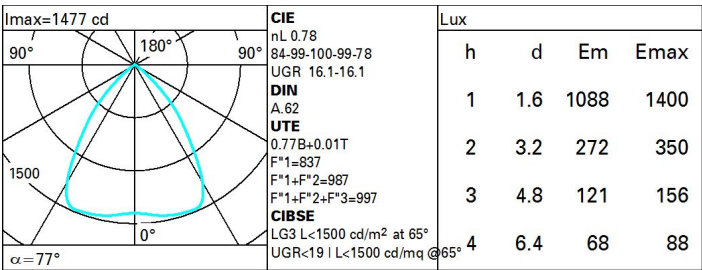 Imax=1477 cd
90° 180° 90°
1500
0°
α=77°
CIE
nL 0.78
84-99-100-99-78
UGR 16.1-16.1
DIN
A.62
UTE
0.77B+0.01T
F"1=837
F"1+F"2=987
F"1+F"2+F"3=997
CIBSE
LG3 L<1500 cd/m² at 65°
UGR<19 | L<1500 cd/mq @65°
Lux
h d Em Emax
1 1.6 1088 1400
2 3.2 272 350
3 4.8 121 156
4 6.4 68 88